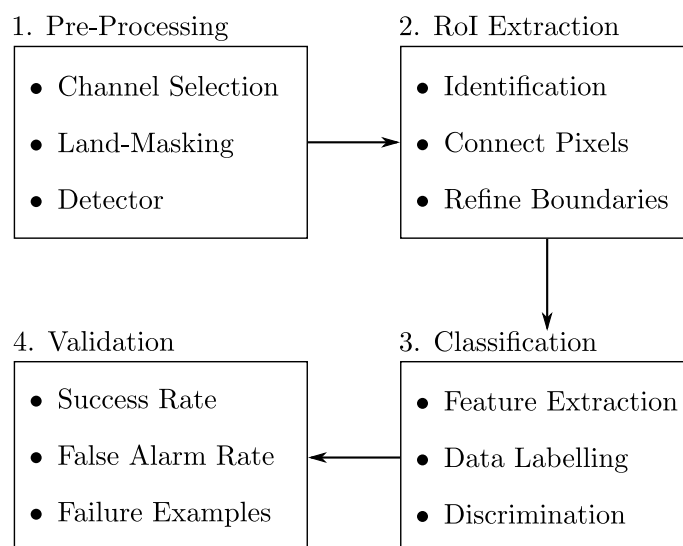 1. Pre-Processing
• Channel Selection
• Land-Masking
• Detector
2. RoI Extraction
• Identification
• Connect Pixels
• Refine Boundaries
3. Classification
• Feature Extraction
• Data Labelling
• Discrimination
4. Validation
• Success Rate
• False Alarm Rate
• Failure Examples